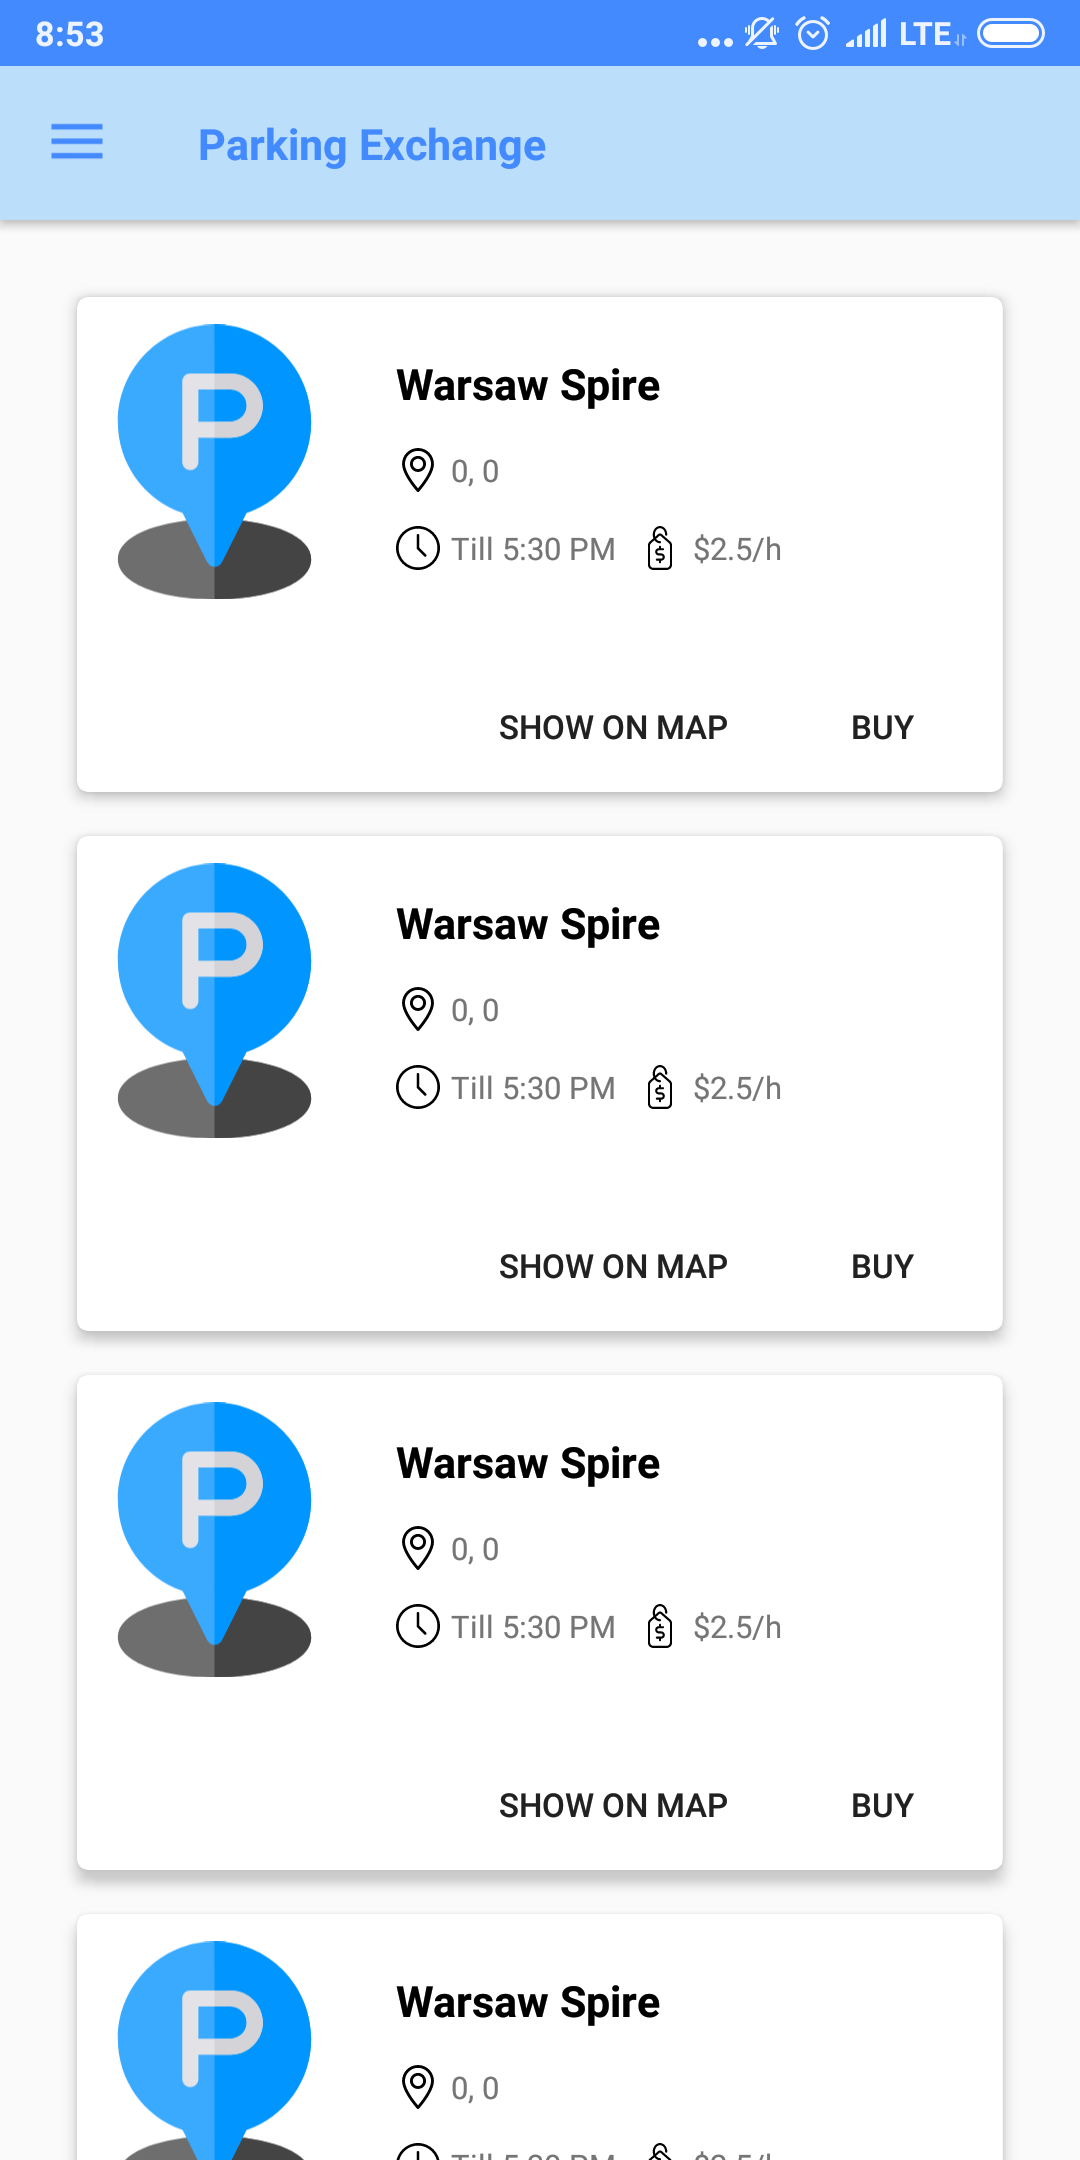 8:53 LTE
Parking Exchange
P
Warsaw Spire
0, 0
Till 5:30 PM $2.5/h
SHOW ON MAP BUY
P
Warsaw Spire
0, 0
Till 5:30 PM $2.5/h
SHOW ON MAP BUY
P
Warsaw Spire
0, 0
Till 5:30 PM $2.5/h
SHOW ON MAP BUY
P
Warsaw Spire
0, 0